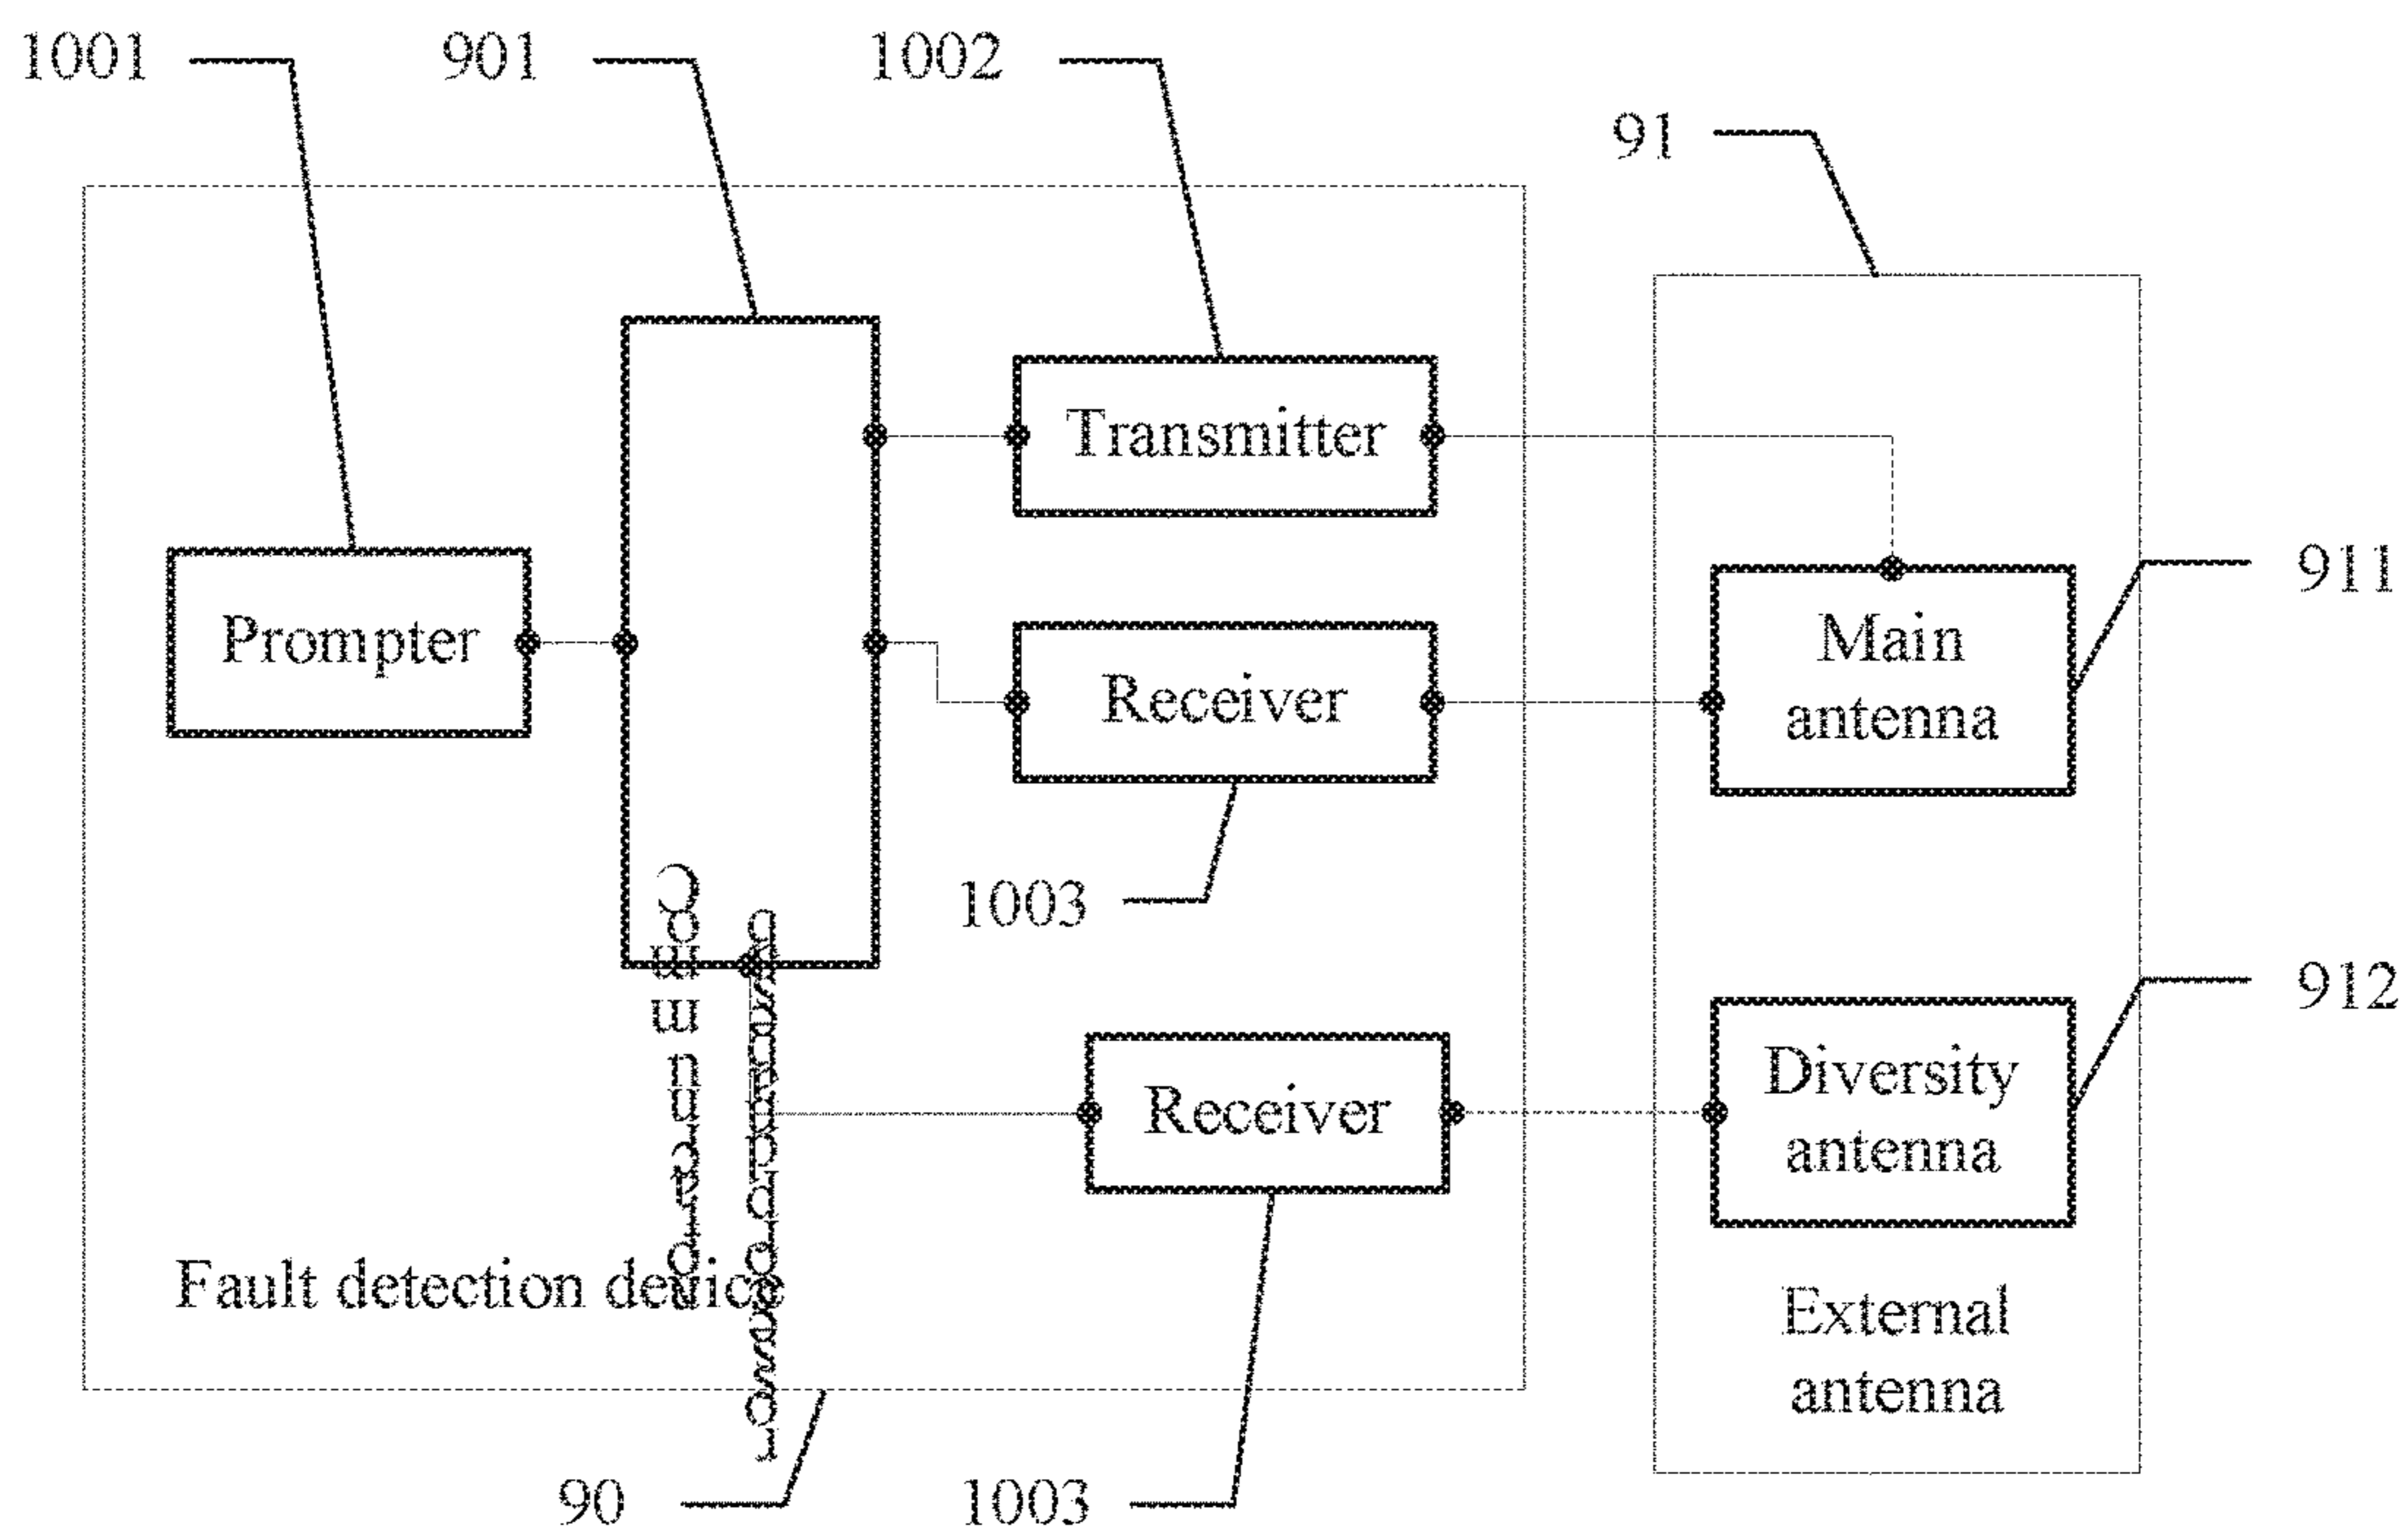 1001
901
1002
91
Transmitter
911
Prompter
Receiver
Main
antenna
1003
912
Receiver
Diversity
antenna
Fault detection device
External
antenna
90
1003